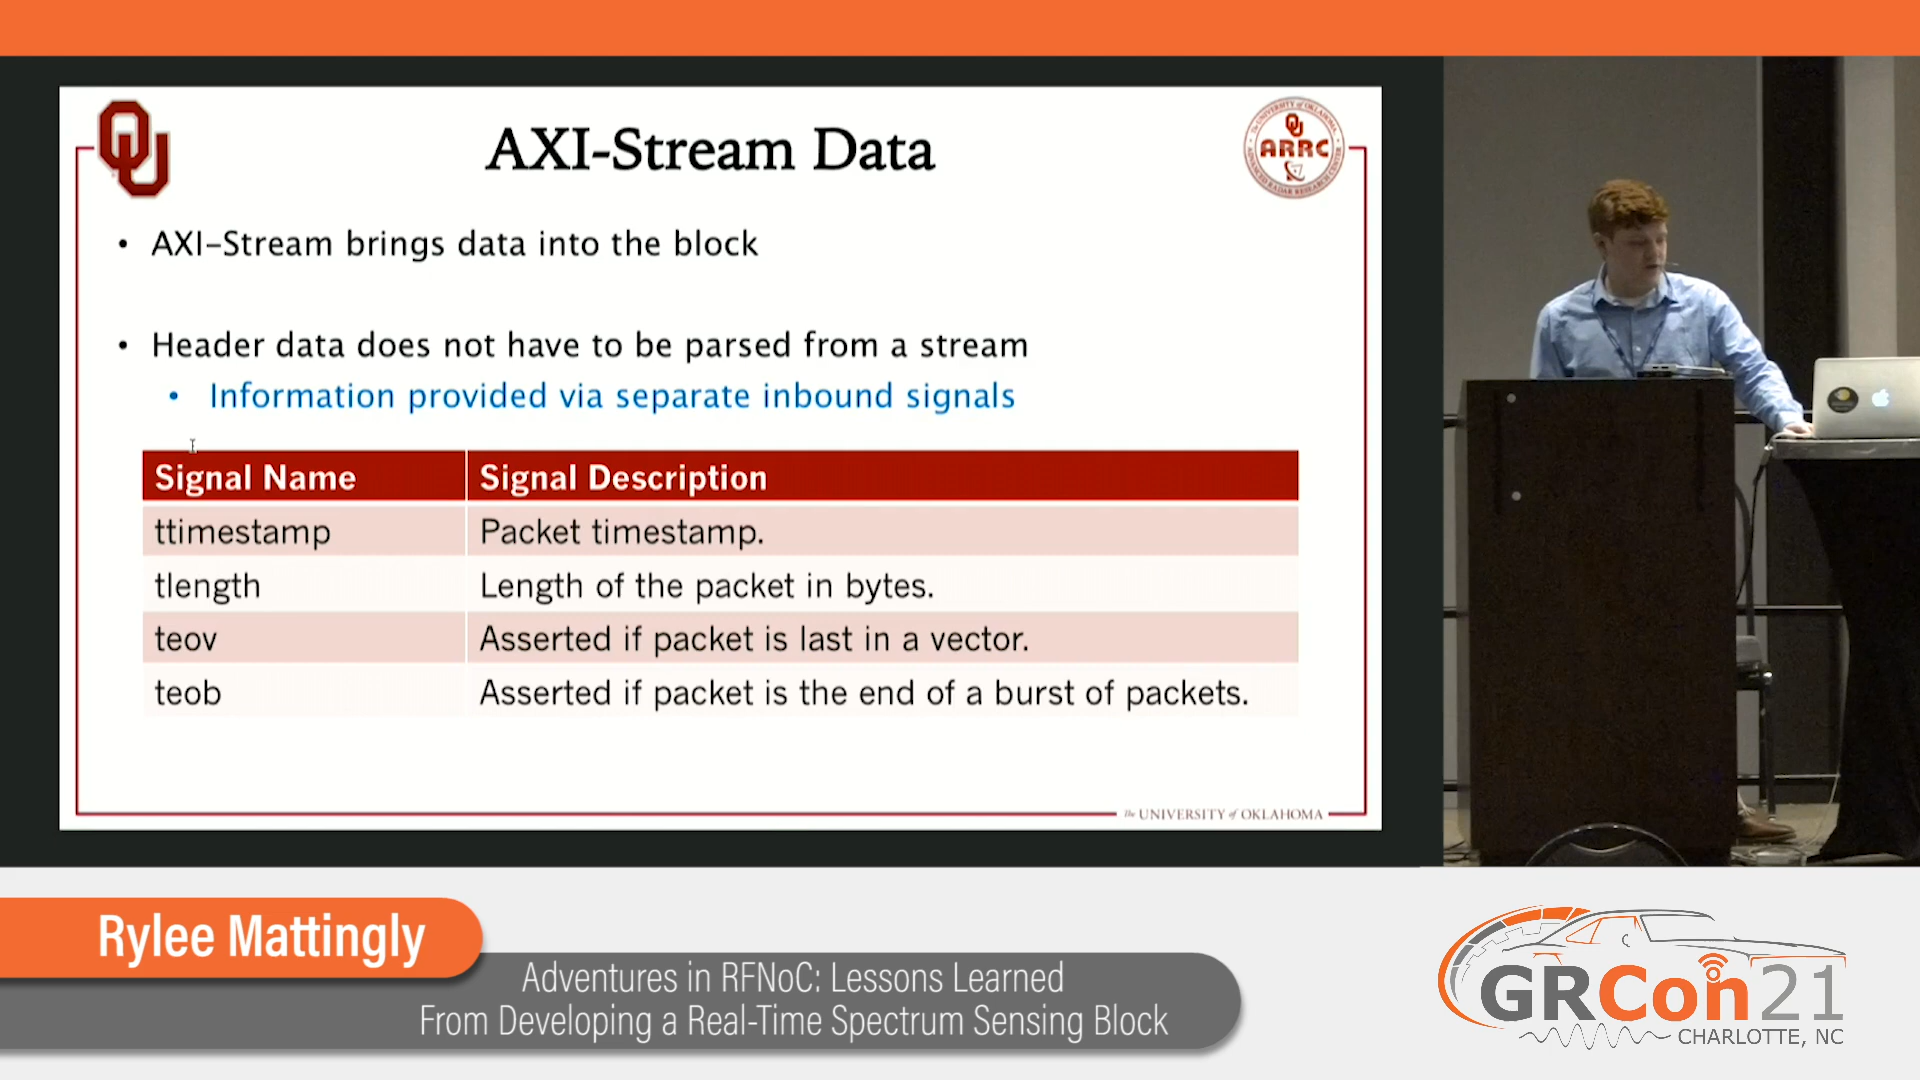 OU
AXI-Stream Data
OU
ARRC
• AXI-Stream brings data into the block
• Header data does not have to be parsed from a stream
• Information provided via separate inbound signals
Signal Name Signal Description
ttimestamp Packet timestamp.
tlength Length of the packet in bytes.
teov Asserted if packet is last in a vector.
teob Asserted if packet is the end of a burst of packets.
The UNIVERSITY of OKLAHOMA
Rylee Mattingly
Adventures in RFNoC: Lessons Learned
From Developing a Real-Time Spectrum Sensing Block
GRCon21
CHARLOTTE, NC